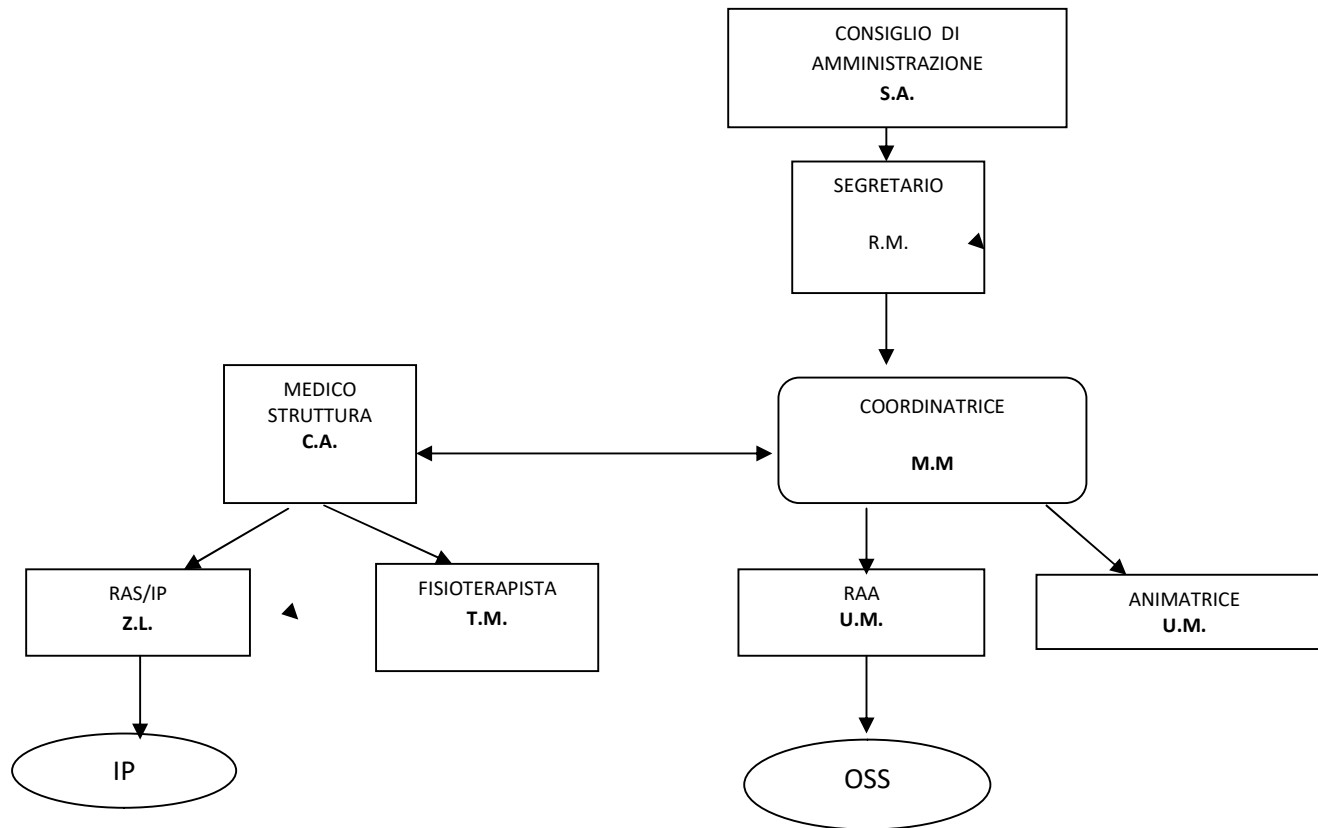 CONSIGLIO DI
AMMINISTRAZIONE
S.A.
SEGRETARIO
R.M.
MEDICO
STRUTTURA
C.A.
COORDINATRICE
M.M
RAS/IP
Z.L.
FISIOTERAPISTA
T.M.
RAA
U.M.
ANIMATRICE
U.M.
IP
OSS